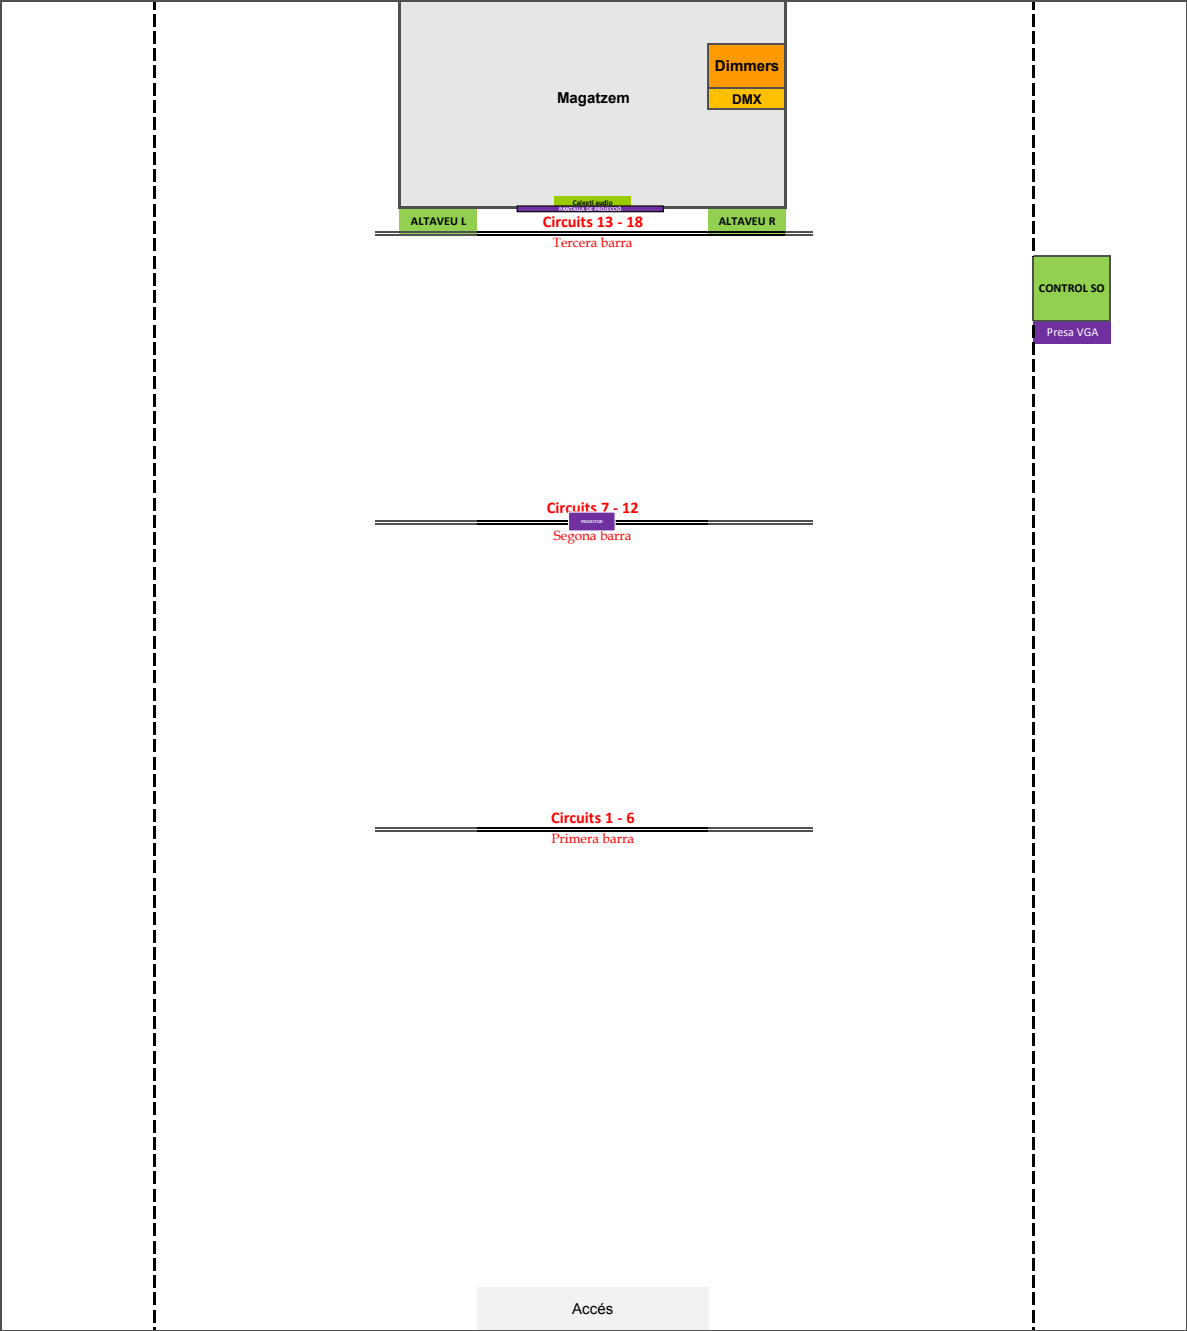 Dimmers
Magatzem
DMX
Caixetí audio
PANTALLA DE PROJECCIÓ
ALTAVEU L
Circuits 13 - 18
ALTAVEU R
Tercera barra
CONTROL SO
Presa VGA
Circuits 7 - 12
PROJECTOR
Segona barra
Circuits 1 - 6
Primera barra
Accés